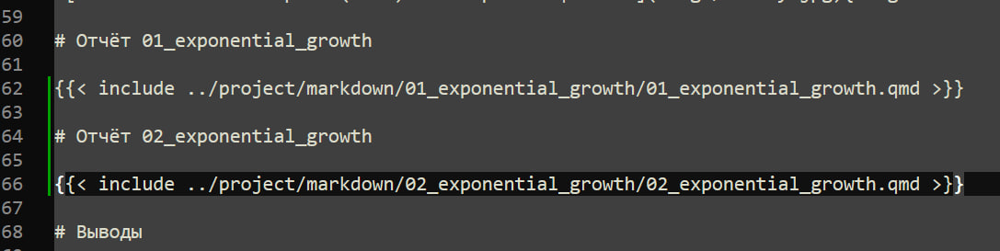 59
60 # Отчёт 01_exponential_growth
61
62 {{< include ../project/markdown/01_exponential_growth/01_exponential_growth.qmd >}}
63
64 # Отчёт 02_exponential_growth
65
66 {{< include ../project/markdown/02_exponential_growth/02_exponential_growth.qmd >}}
67
68 # Выводы